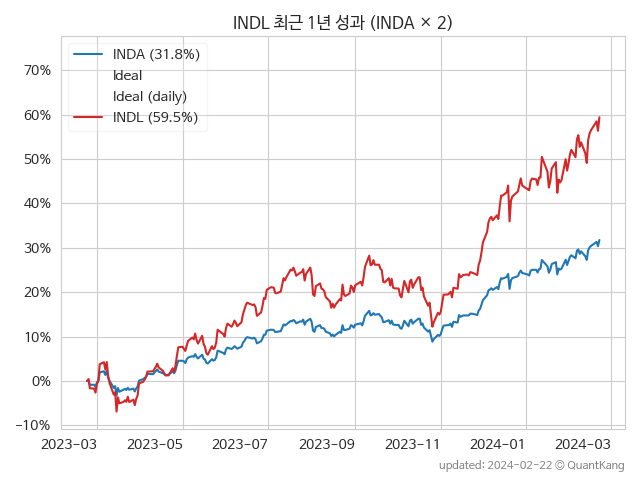 INDL 최근 1년 성과 (INDA × 2)
INDA (31.8%)
Ideal
Ideal (daily)
INDL (59.5%)
70%
60%
50%
40%
30%
20%
10%
0%
−10%
2023−03
2023−05
2023−07
2023−09
2023−11
2024−01
2024−03
updated: 2024−02−22 © QuantKang